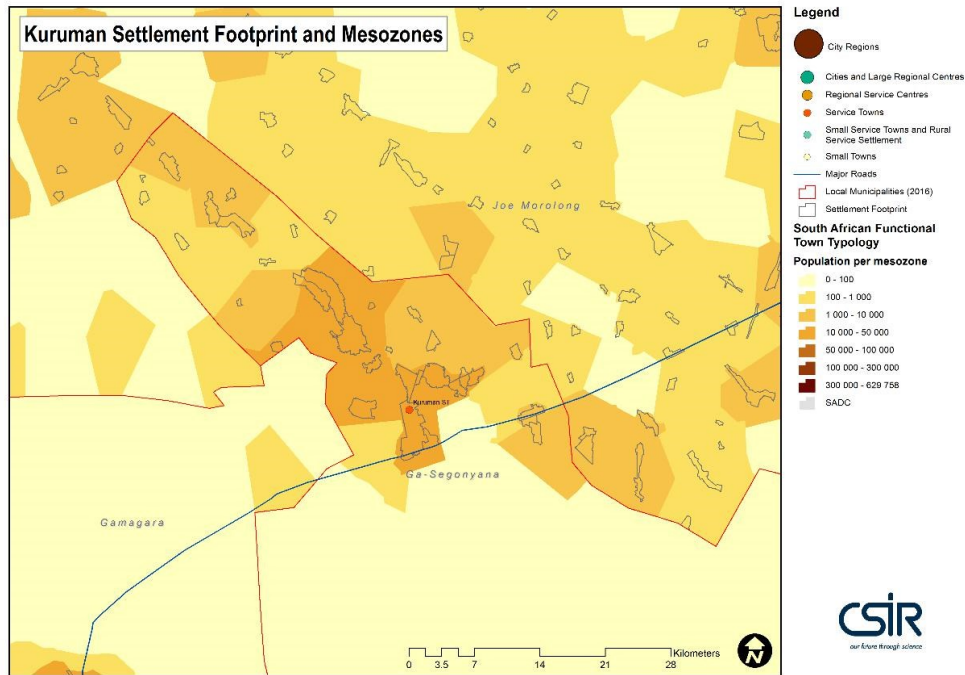 Kuruman Settlement Footprint and Mesozones
Joe Morolong
Kuruman ST
Ga-Segonyana
Gamagara
Kilometers
0 3.5 7 14 21 28
N
Legend
City Regions
Cities and Large Regional Centres
Regional Service Centres
Service Towns
Small Service Towns and Rural
Service Settlement
Small Towns
Major Roads
Local Municipalities (2016)
Settlement Footprint
South African Functional
Town Typology
Population per mesozone
0 - 100
100 - 1 000
1 000 - 10 000
10 000 - 50 000
50 000 - 100 000
100 000 - 300 000
300 000 - 629 758
SADC
CSIR
our future through science